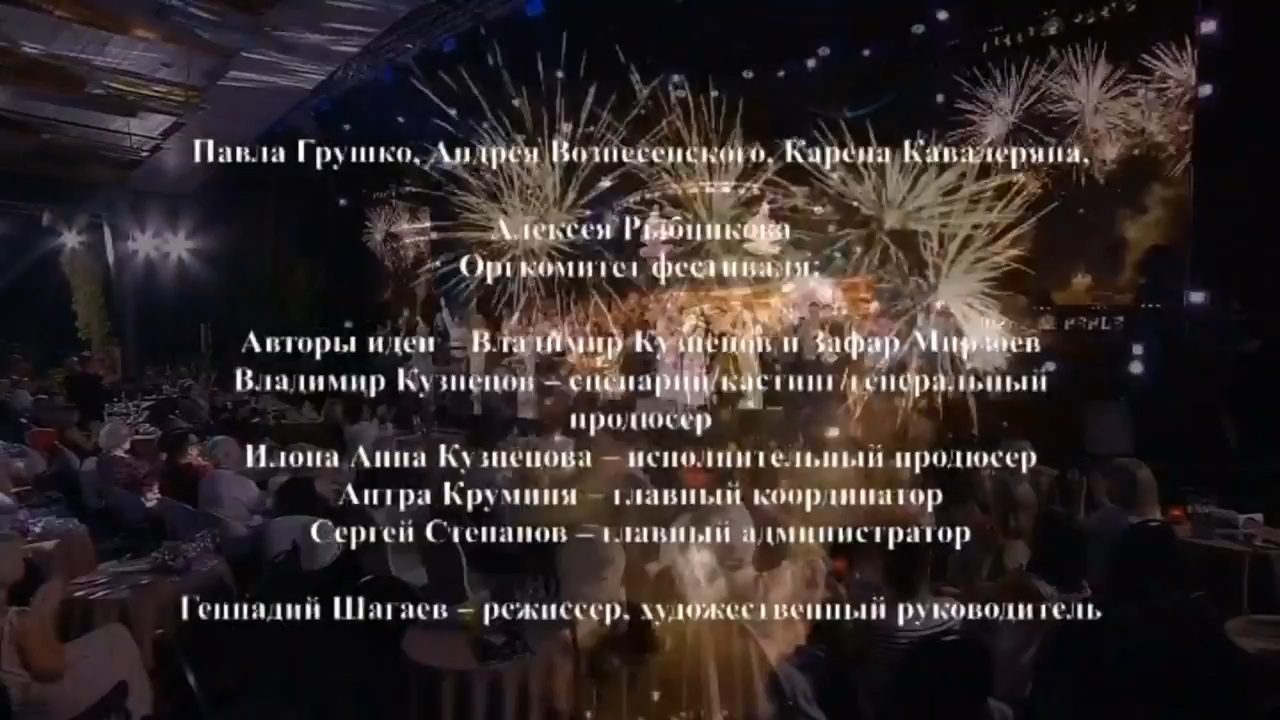 Павла Грушко, Андрея Вознесенского, Карена Кавалеряна,
Алексея Рыбникова
Оргкомитет фестиваля:
Авторы идеи – Владимир Кузнецов и Зафар Мирзоев
Владимир Кузнецов – сценарий/кастинг/генеральный
продюсер
Илона Анна Кузнецова – исполнительный продюсер
Антра Круминя – главный координатор
Сергей Степанов – главный администратор
Геннадий Шагаев – режиссер, художественный руководитель